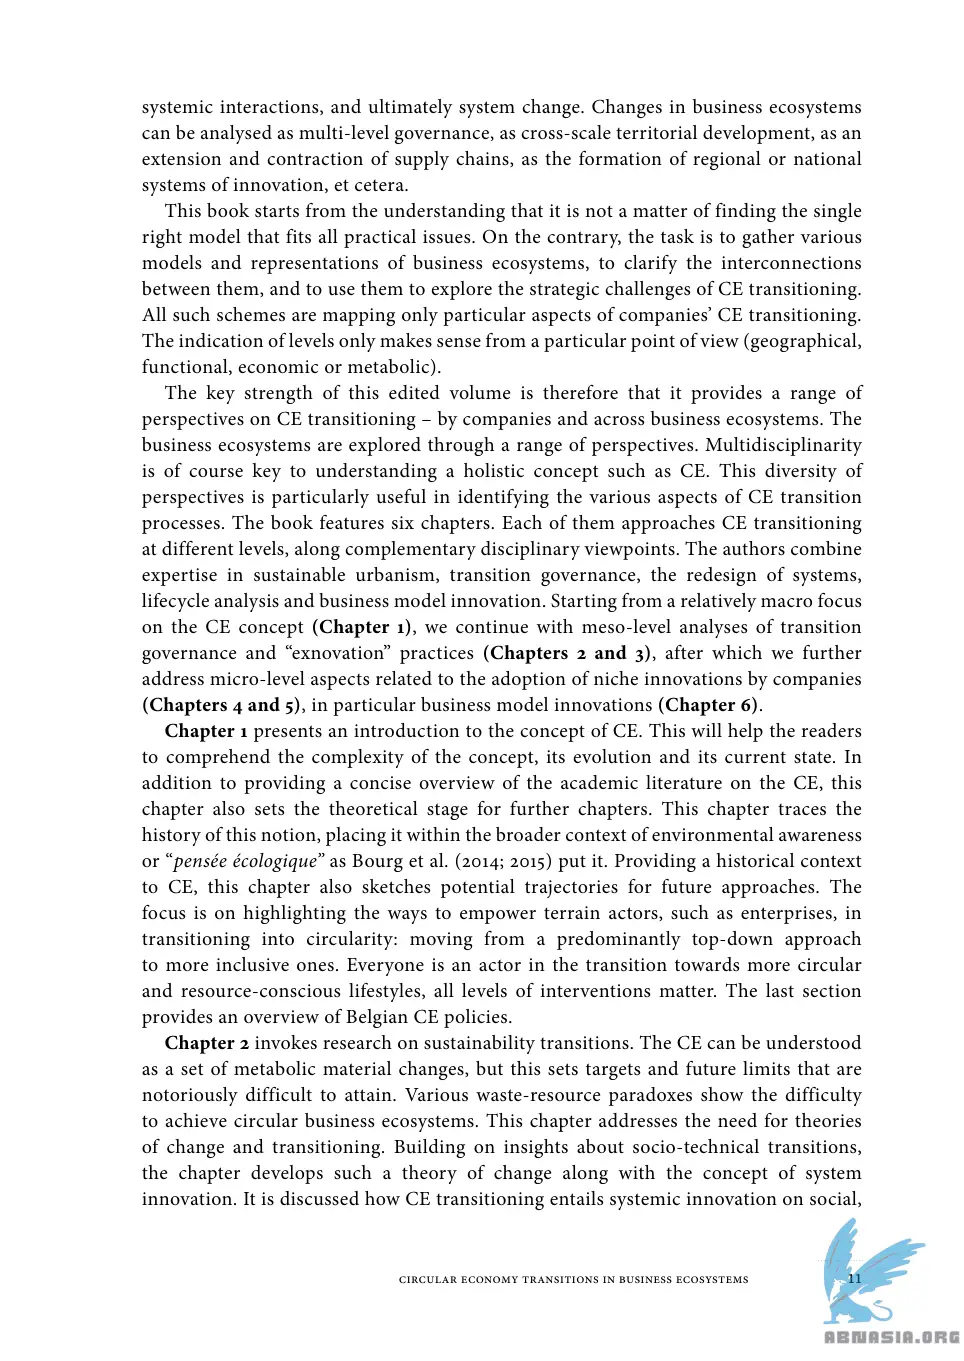 systemic interactions, and ultimately system change. Changes in business ecosystems
can be analysed as multi-level governance, as cross-scale territorial development, as an
extension and contraction of supply chains, as the formation of regional or national
systems of innovation, et cetera.
This book starts from the understanding that it is not a matter of finding the single
right model that fits all practical issues. On the contrary, the task is to gather various
models and representations of business ecosystems, to clarify the interconnections
between them, and to use them to explore the strategic challenges of CE transitioning.
All such schemes are mapping only particular aspects of companies’ CE transitioning.
The indication of levels only makes sense from a particular point of view (geographical,
functional, economic or metabolic).
The key strength of this edited volume is therefore that it provides a range of
perspectives on CE transitioning – by companies and across business ecosystems. The
business ecosystems are explored through a range of perspectives. Multidisciplinarity
is of course key to understanding a holistic concept such as CE. This diversity of
perspectives is particularly useful in identifying the various aspects of CE transition
processes. The book features six chapters. Each of them approaches CE transitioning
at different levels, along complementary disciplinary viewpoints. The authors combine
expertise in sustainable urbanism, transition governance, the redesign of systems,
lifecycle analysis and business model innovation. Starting from a relatively macro focus
on the CE concept (Chapter 1), we continue with meso-level analyses of transition
governance and “exnovation” practices (Chapters 2 and 3), after which we further
address micro-level aspects related to the adoption of niche innovations by companies
(Chapters 4 and 5), in particular business model innovations (Chapter 6).
Chapter 1 presents an introduction to the concept of CE. This will help the readers
to comprehend the complexity of the concept, its evolution and its current state. In
addition to providing a concise overview of the academic literature on the CE, this
chapter also sets the theoretical stage for further chapters. This chapter traces the
history of this notion, placing it within the broader context of environmental awareness
or “pensée écologique” as Bourg et al. (2014; 2015) put it. Providing a historical context
to CE, this chapter also sketches potential trajectories for future approaches. The
focus is on highlighting the ways to empower terrain actors, such as enterprises, in
transitioning into circularity: moving from a predominantly top-down approach
to more inclusive ones. Everyone is an actor in the transition towards more circular
and resource-conscious lifestyles, all levels of interventions matter. The last section
provides an overview of Belgian CE policies.
Chapter 2 invokes research on sustainability transitions. The CE can be understood
as a set of metabolic material changes, but this sets targets and future limits that are
notoriously difficult to attain. Various waste-resource paradoxes show the difficulty
to achieve circular business ecosystems. This chapter addresses the need for theories
of change and transitioning. Building on insights about socio-technical transitions,
the chapter develops such a theory of change along with the concept of system
innovation. It is discussed how CE transitioning entails systemic innovation on social,
CIRCULAR ECONOMY TRANSITIONS IN BUSINESS ECOSYSTEMS 11
ABNASIA.ORG